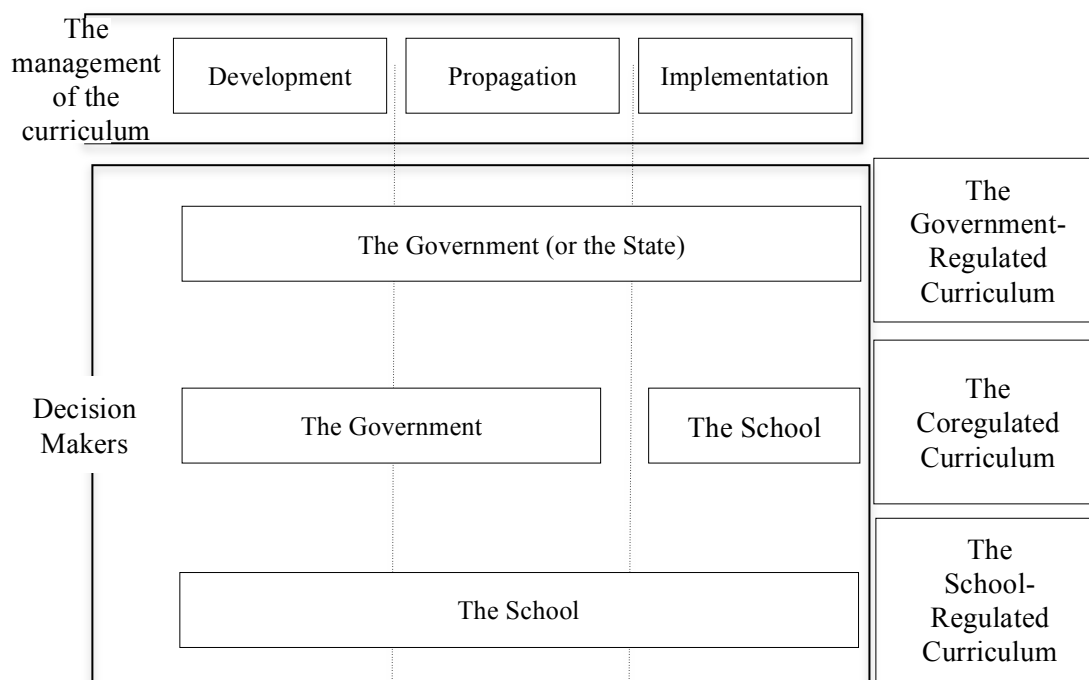 The
management
of the
curriculum
Development
Propagation
Implementation
The Government (or the State)
The
Government-
Regulated
Curriculum
Decision
Makers
The Government
The School
The
Coregulated
Curriculum
The School
The
School-
Regulated
Curriculum